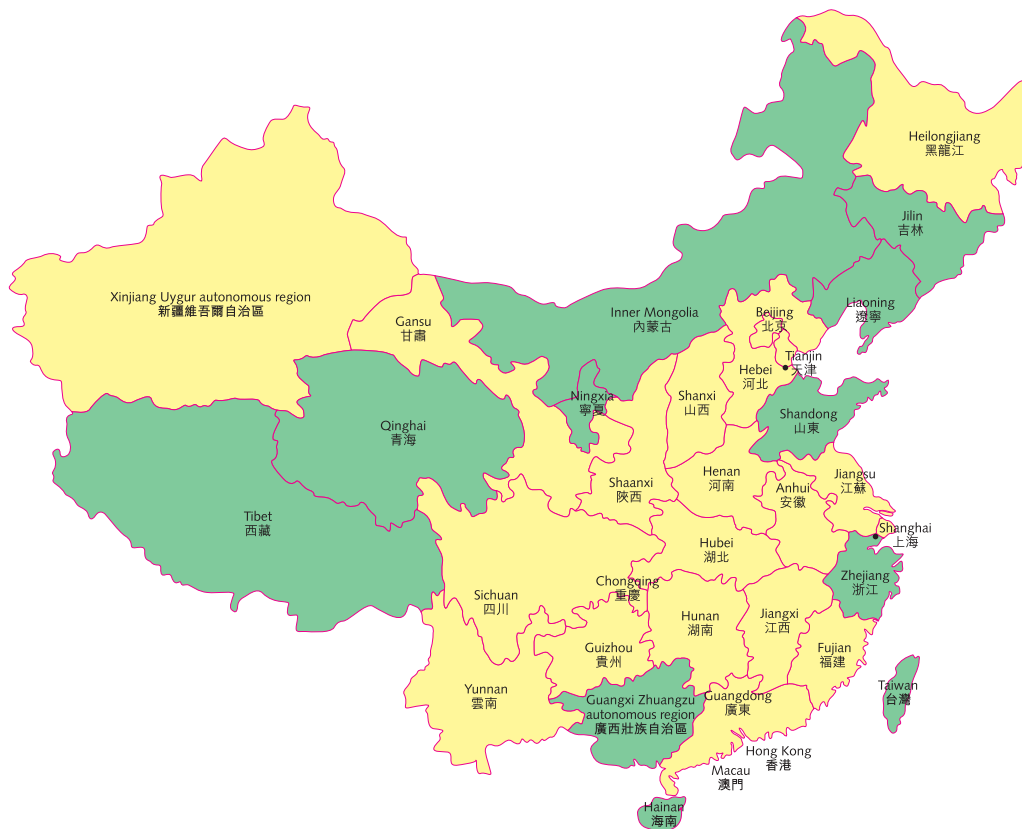 Heilongjiang
黑龍江
Jilin
吉林
Xinjiang Uygur autonomous region
新疆維吾爾自治區
Gansu
甘肅
Inner Mongolia
內蒙古
Beijing
北京
Liaoning
遼寧
Tianjin
天津
Hebei
河北
Ningxia
寧夏
Shanxi
山西
Shandong
山東
Qinghai
青海
Shaanxi
陝西
Henan
河南
Anhui
安徽
Jiangsu
江蘇
Tibet
西藏
Shanghai
上海
Hubei
湖北
Zhejiang
浙江
Chongqing
重慶
Sichuan
四川
Hunan
湖南
Jiangxi
江西
Guizhou
貴州
Fujian
福建
Yunnan
雲南
Guangxi Zhuangzu
autonomous region
廣西壯族自治區
Guangdong
廣東
Taiwan
台灣
Hong Kong
香港
Macau
澳門
Hainan
海南